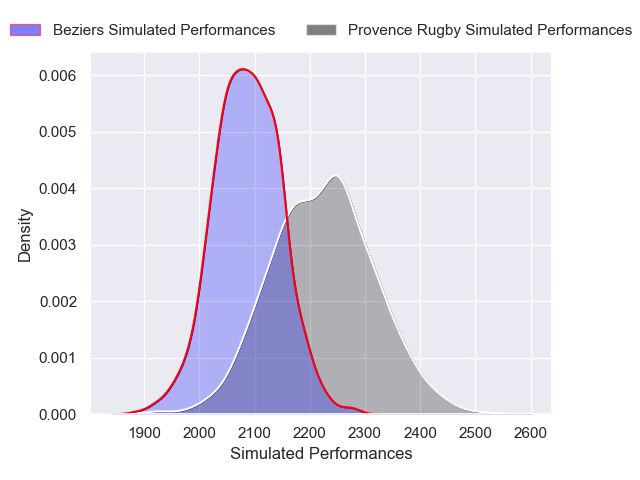 Beziers Simulated Performances
Provence Rugby Simulated Performances
0.006
0.005
0.004
0.003
0.002
0.001
0.000
Density
1900 2000 2100 2200 2300 2400 2500 2600
Simulated Performances